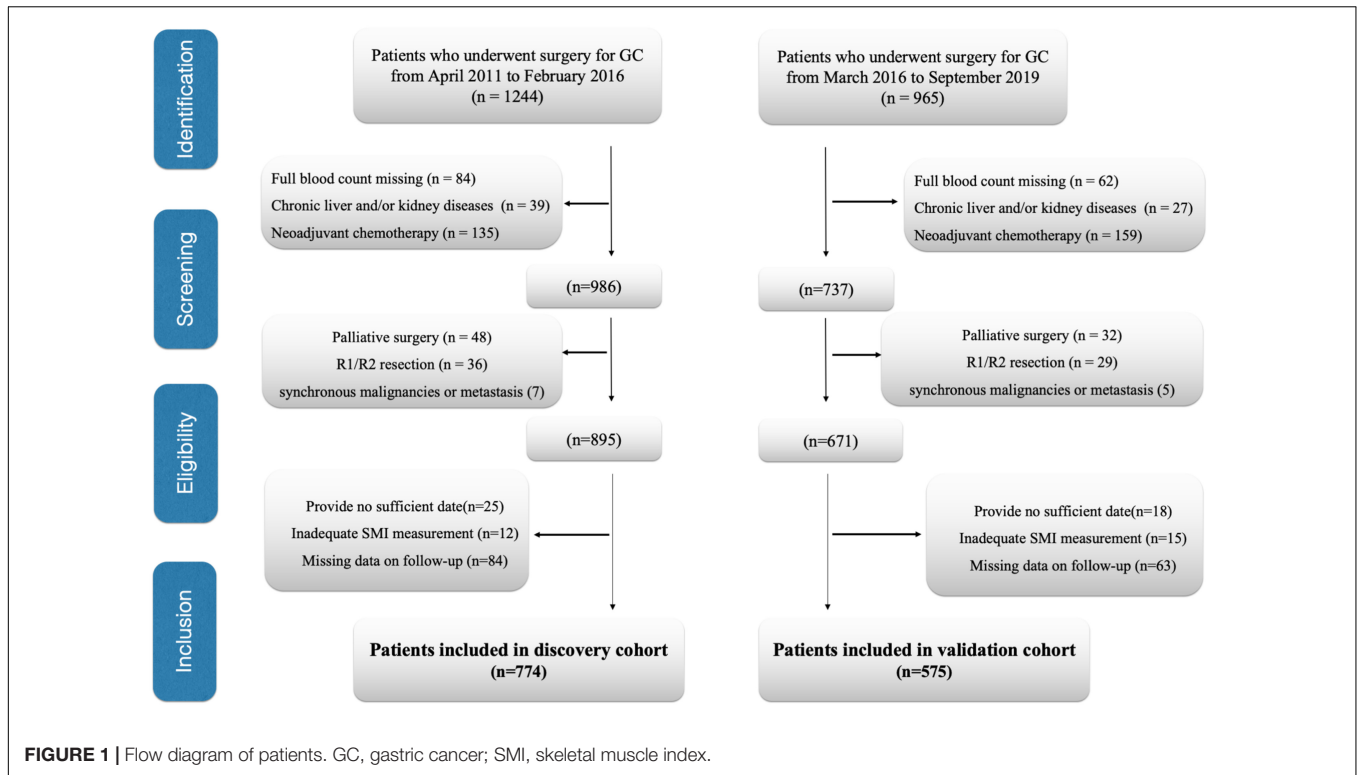 Identification
Patients who underwent surgery for GC
from April 2011 to February 2016
(n = 1244)
Patients who underwent surgery for GC
from March 2016 to September 2019
(n = 965)
Full blood count missing (n = 84)
Chronic liver and/or kidney diseases (n = 39)
Neoadjuvant chemotherapy (n = 135)
Full blood count missing (n = 62)
Chronic liver and/or kidney diseases (n = 27)
Neoadjuvant chemotherapy (n = 159)
Screening
(n=986)
(n=737)
Palliative surgery (n = 48)
R1/R2 resection (n = 36)
synchronous malignancies or metastasis (7)
Palliative surgery (n = 32)
R1/R2 resection (n = 29)
synchronous malignancies or metastasis (5)
Eligibility
(n=895)
(n=671)
Provide no sufficient date(n=25)
Inadequate SMI measurement (n=12)
Missing data on follow-up (n=84)
Provide no sufficient date(n=18)
Inadequate SMI measurement (n=15)
Missing data on follow-up (n=63)
Inclusion
Patients included in discovery cohort
(n=774)
Patients included in validation cohort
(n=575)
FIGURE 1 | Flow diagram of patients. GC, gastric cancer; SMI, skeletal muscle index.